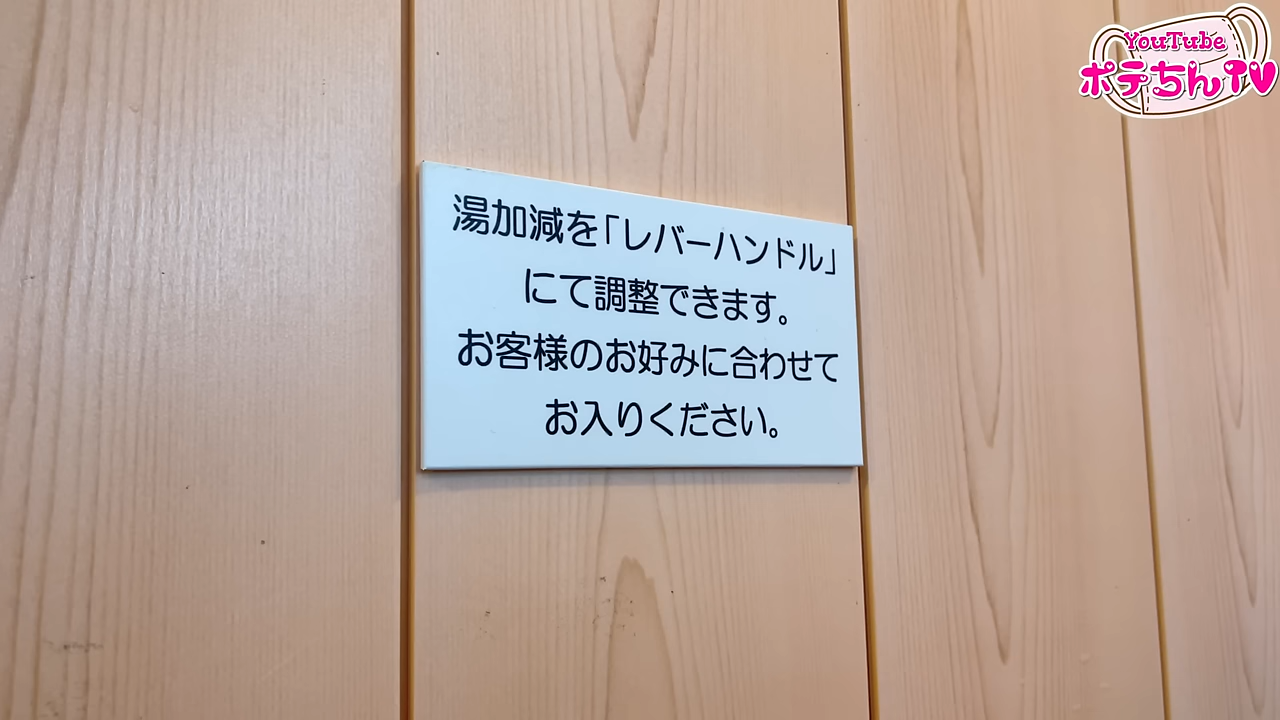 湯加減を「レバーハンドル」
にて調整できます。
お客様のお好みに合わせて
お入りください。
YouTube
ポテちんTV